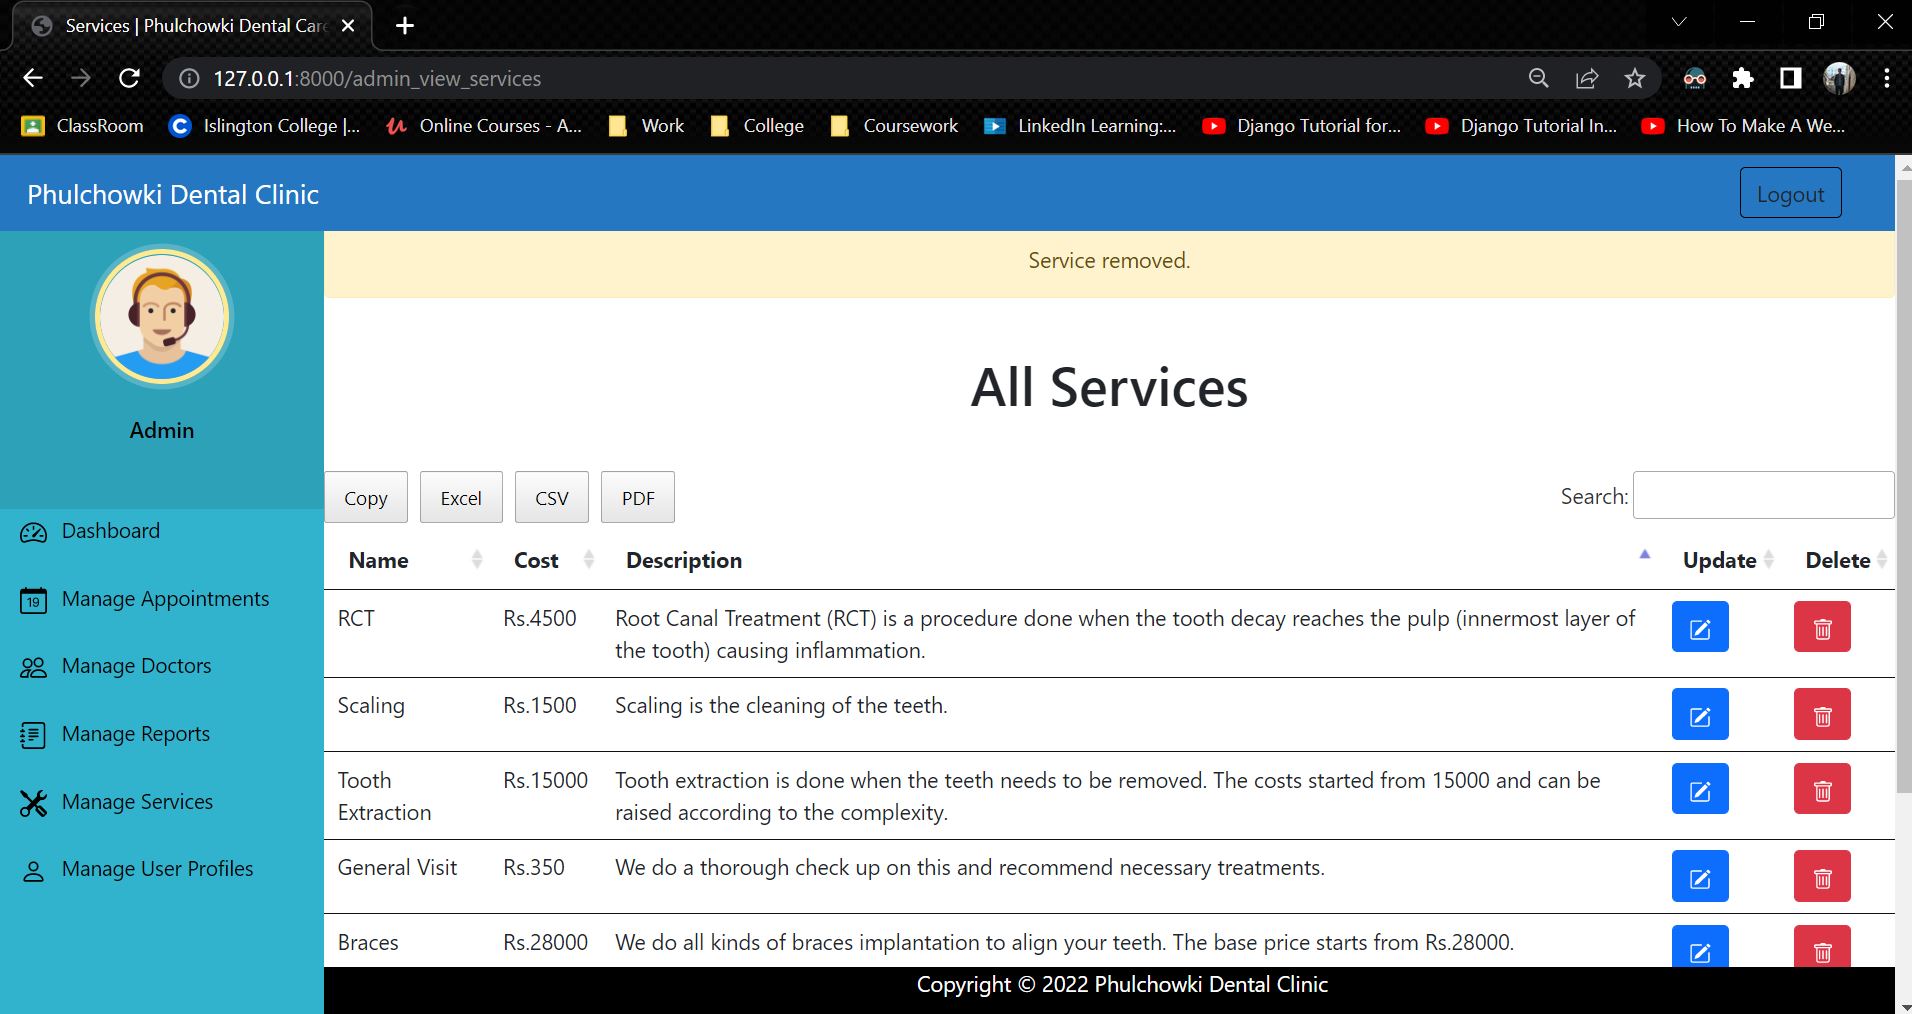 Services | Phulchowki Dental Care
127.0.0.1:8000/admin_view_services
ClassRoom
Islington College |...
Online Courses - A...
Work
College
Coursework
LinkedIn Learning:...
Django Tutorial for...
Django Tutorial In...
How To Make A We...
Phulchowki Dental Clinic
Logout
Service removed.
Admin
All Services
Copy Excel CSV PDF
Search:
Dashboard
19
Manage Appointments
Manage Doctors
Manage Reports
Manage Services
Manage User Profiles
Name Cost Description Update Delete
RCT Rs.4500 Root Canal Treatment (RCT) is a procedure done when the tooth decay reaches the pulp (innermost layer of
the tooth) causing inflammation.
Scaling Rs.1500 Scaling is the cleaning of the teeth.
Tooth Rs.15000 Tooth extraction is done when the teeth needs to be removed. The costs started from 15000 and can be
Extraction raised according to the complexity.
General Visit Rs.350 We do a thorough check up on this and recommend necessary treatments.
Braces Rs.28000 We do all kinds of braces implantation to align your teeth. The base price starts from Rs.28000.
Copyright © 2022 Phulchowki Dental Clinic